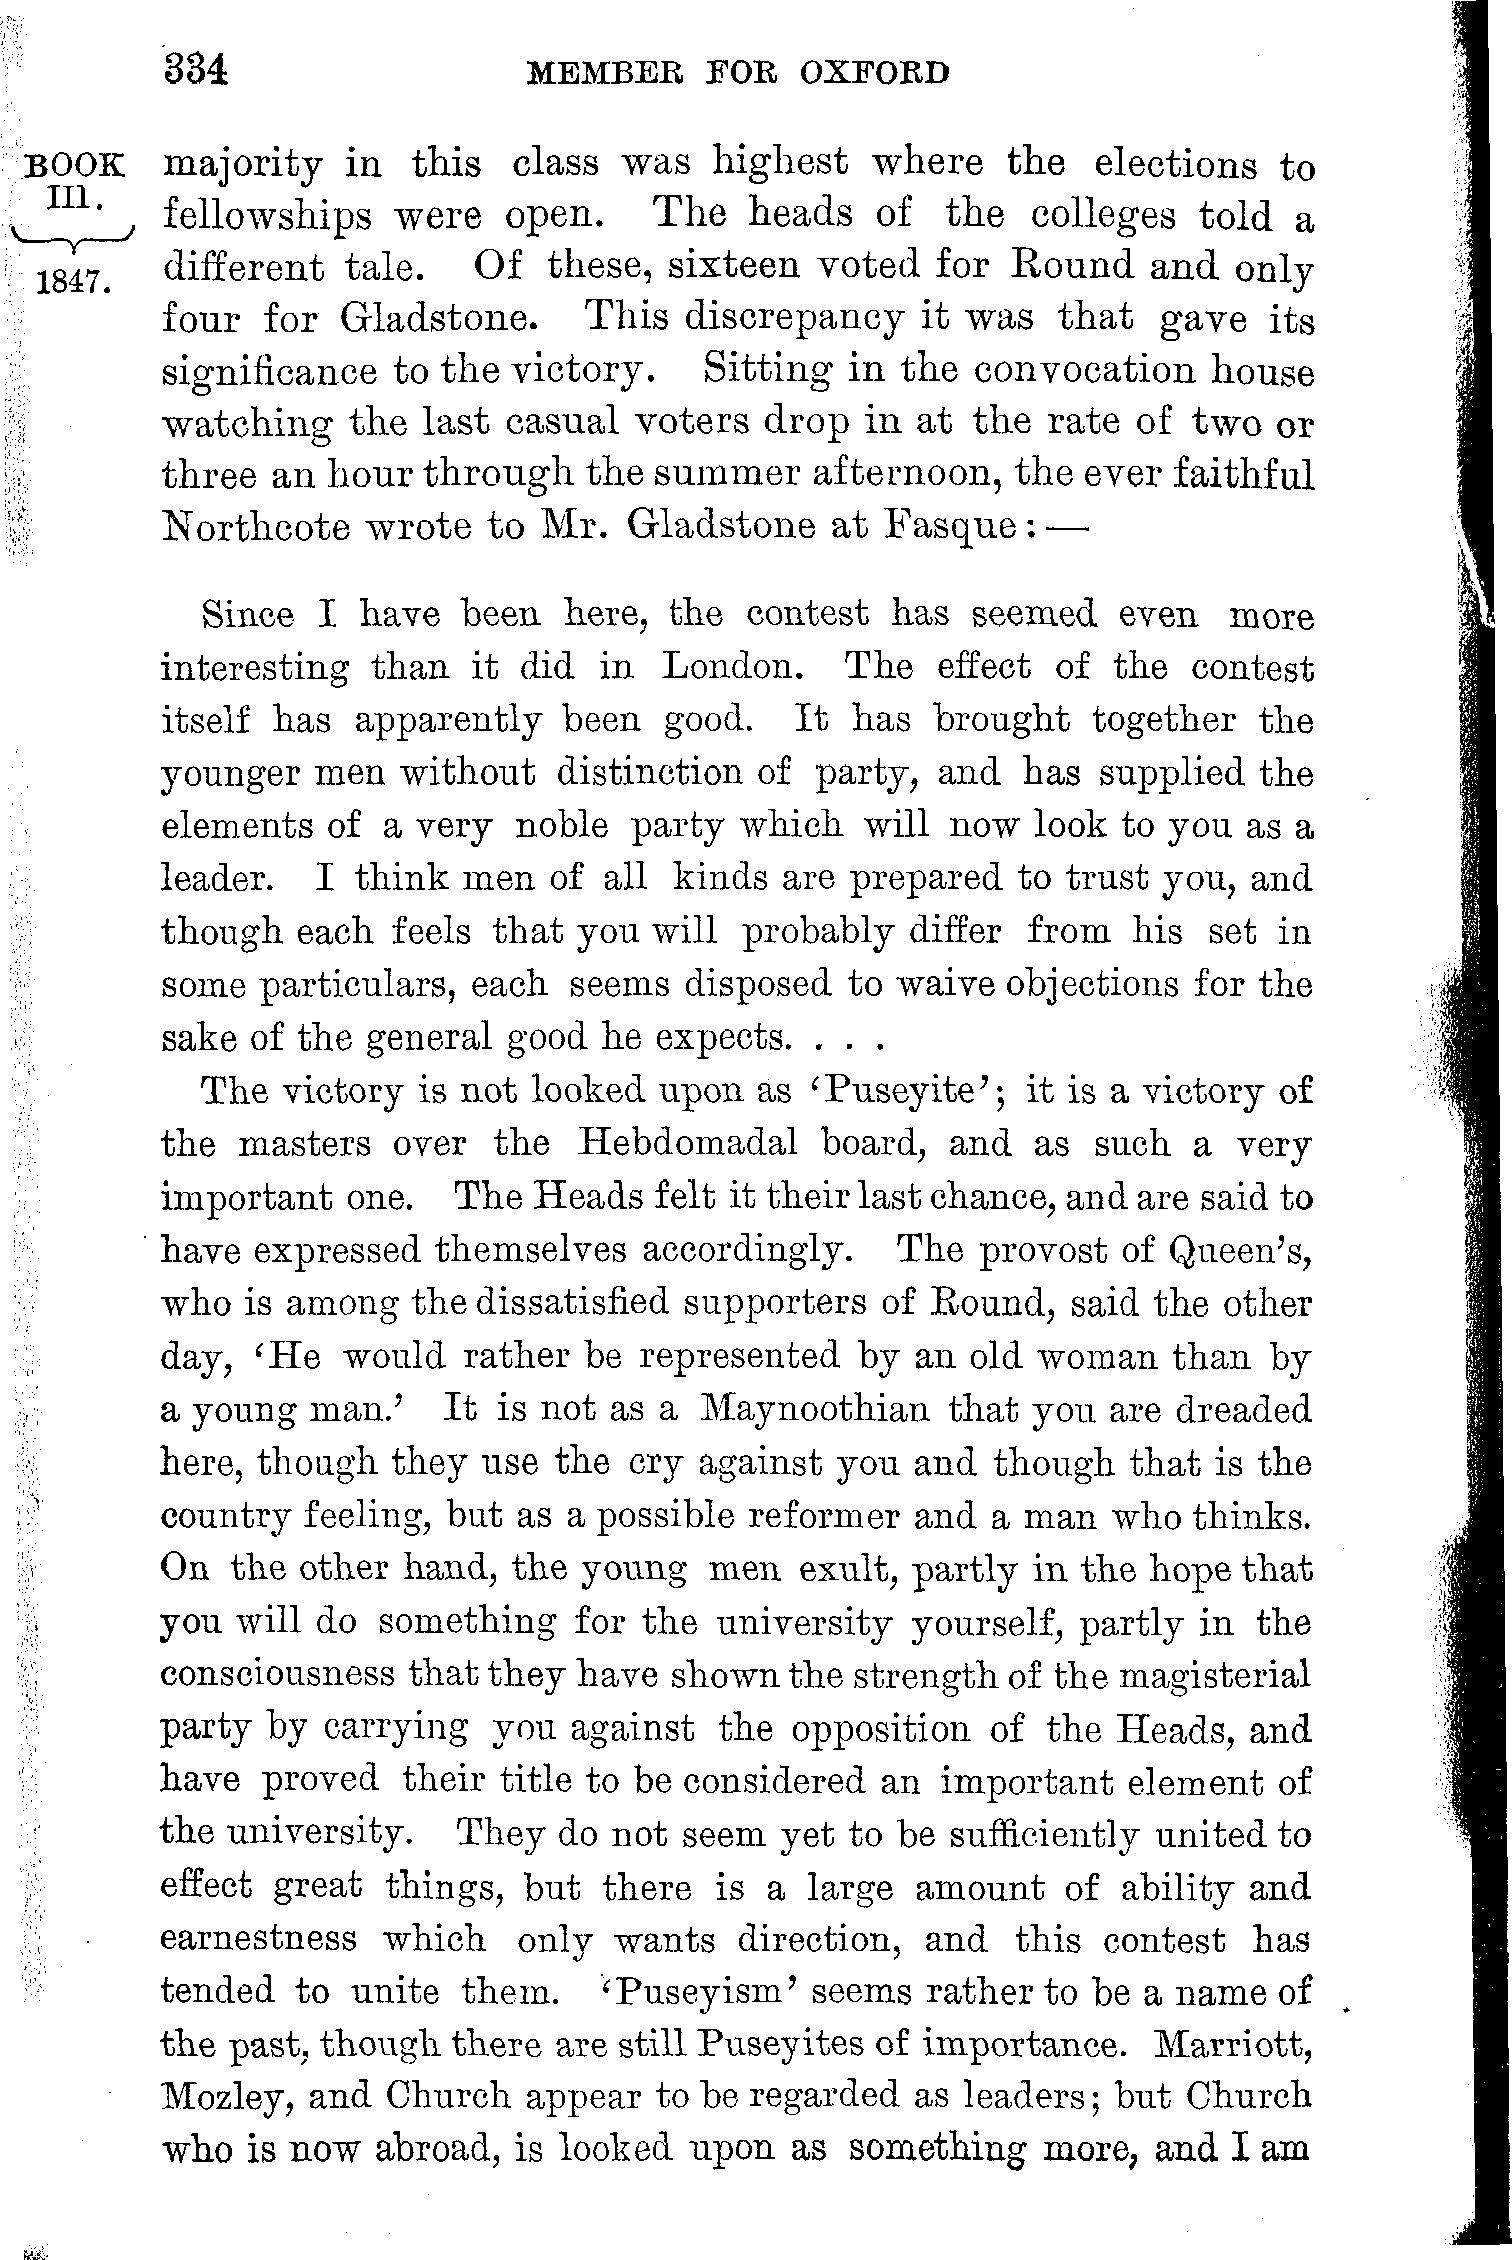 334 MEMBER FOR OXFORD
BOOK
III.
1847.
majority in this class was highest where the elections to
fellowships were open. The heads of the colleges told a
different tale. Of these, sixteen voted for Round and only
four for Gladstone. This discrepancy it was that gave its
significance to the victory. Sitting in the convocation house
watching the last casual voters drop in at the rate of two or
three an hour through the summer afternoon, the ever faithful
Northcote wrote to Mr. Gladstone at Fasque:—
Since I have been here, the contest has seemed even more
interesting than it did in London. The effect of the contest
itself has apparently been good. It has brought together the
younger men without distinction of party, and has supplied the
elements of a very noble party which will now look to you as a
leader. I think men of all kinds are prepared to trust you, and
though each feels that you will probably differ from his set in
some particulars, each seems disposed to waive objections for the
sake of the general good he expects. . . .
The victory is not looked upon as ‘Puseyite’; it is a victory of
the masters over the Hebdomadal board, and as such a very
important one. The Heads felt it their last chance, and are said to
have expressed themselves accordingly. The provost of Queen's,
who is among the dissatisfied supporters of Round, said the other
day, ‘He would rather be represented by an old woman than by
a young man.’ It is not as a Maynoothian that you are dreaded
here, though they use the cry against you and though that is the
country feeling, but as a possible reformer and a man who thinks.
On the other hand, the young men exult, partly in the hope that
you will do something for the university yourself, partly in the
consciousness that they have shown the strength of the magisterial
party by carrying you against the opposition of the Heads, and
have proved their title to be considered an important element of
the university. They do not seem yet to be sufficiently united to
effect great things, but there is a large amount of ability and
earnestness which only wants direction, and this contest has
tended to unite them. ‘Puseyism’ seems rather to be a name of
the past, though there are still Puseyites of importance. Marriott,
Mozley, and Church appear to be regarded as leaders; but Church
who is now abroad, is looked upon as something more, and I am